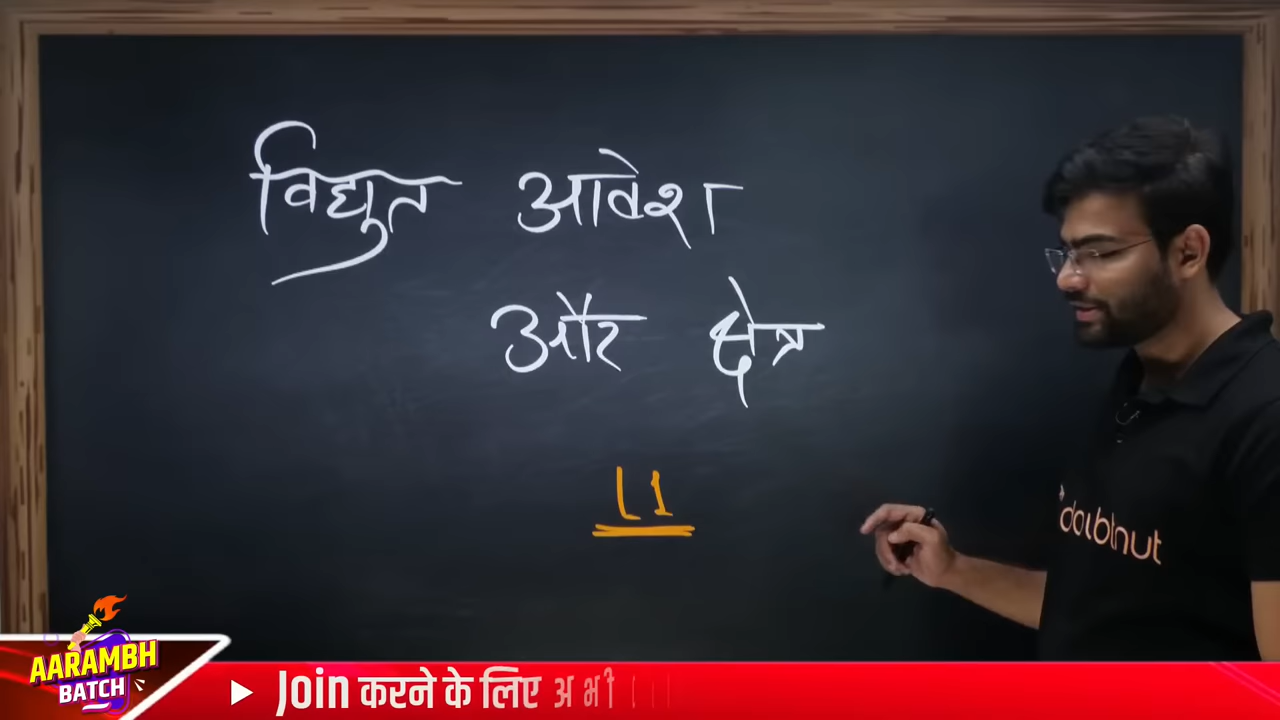 विद्युत आवेश
और क्षेत्र
L1
doubtnut
AARAMBH
BATCH
Join करने के लिए अभी